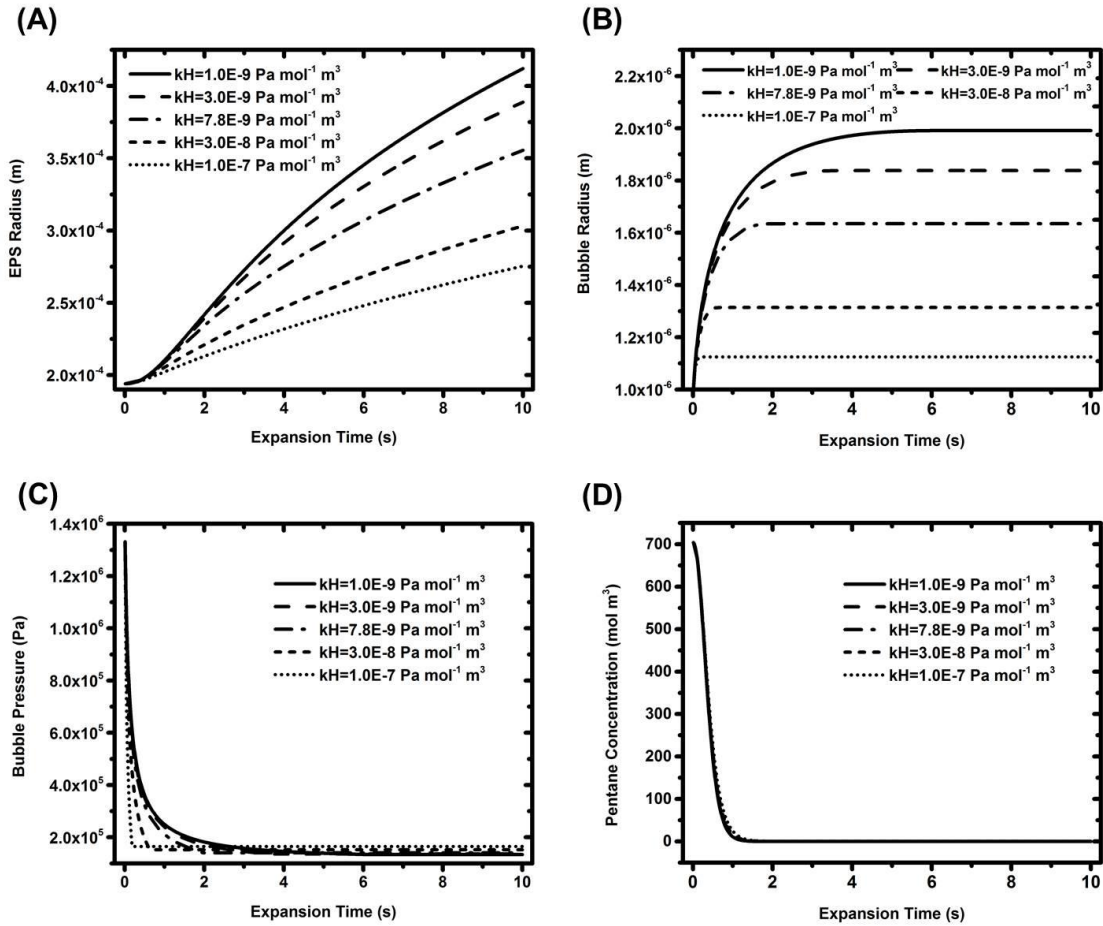 (A)
EPS Radius (m)
4.0x10⁻⁴
3.5x10⁻⁴
3.0x10⁻⁴
2.5x10⁻⁴
2.0x10⁻⁴
kH=1.0E-9 Pa mol⁻¹ m³
kH=3.0E-9 Pa mol⁻¹ m³
kH=7.8E-9 Pa mol⁻¹ m³
kH=3.0E-8 Pa mol⁻¹ m³
kH=1.0E-7 Pa mol⁻¹ m³
0 2 4 6 8 10
Expansion Time (s)
(B)
Bubble Radius (m)
2.2x10⁻⁶
2.0x10⁻⁶
1.8x10⁻⁶
1.6x10⁻⁶
1.4x10⁻⁶
1.2x10⁻⁶
1.0x10⁻⁶
kH=1.0E-9 Pa mol⁻¹ m³ kH=3.0E-9 Pa mol⁻¹ m³
kH=7.8E-9 Pa mol⁻¹ m³ kH=3.0E-8 Pa mol⁻¹ m³
kH=1.0E-7 Pa mol⁻¹ m³
0 2 4 6 8 10
Expansion Time (s)
(C)
Bubble Pressure (Pa)
1.4x10⁶
1.2x10⁶
1.0x10⁶
8.0x10⁵
6.0x10⁵
4.0x10⁵
2.0x10⁵
kH=1.0E-9 Pa mol⁻¹ m³
kH=3.0E-9 Pa mol⁻¹ m³
kH=7.8E-9 Pa mol⁻¹ m³
kH=3.0E-8 Pa mol⁻¹ m³
kH=1.0E-7 Pa mol⁻¹ m³
0 2 4 6 8 10
Expansion Time (s)
(D)
Pentane Concentration (mol m³)
700
600
500
400
300
200
100
0
kH=1.0E-9 Pa mol⁻¹ m³
kH=3.0E-9 Pa mol⁻¹ m³
kH=7.8E-9 Pa mol⁻¹ m³
kH=3.0E-8 Pa mol⁻¹ m³
kH=1.0E-7 Pa mol⁻¹ m³
0 2 4 6 8 10
Expansion Time (s)